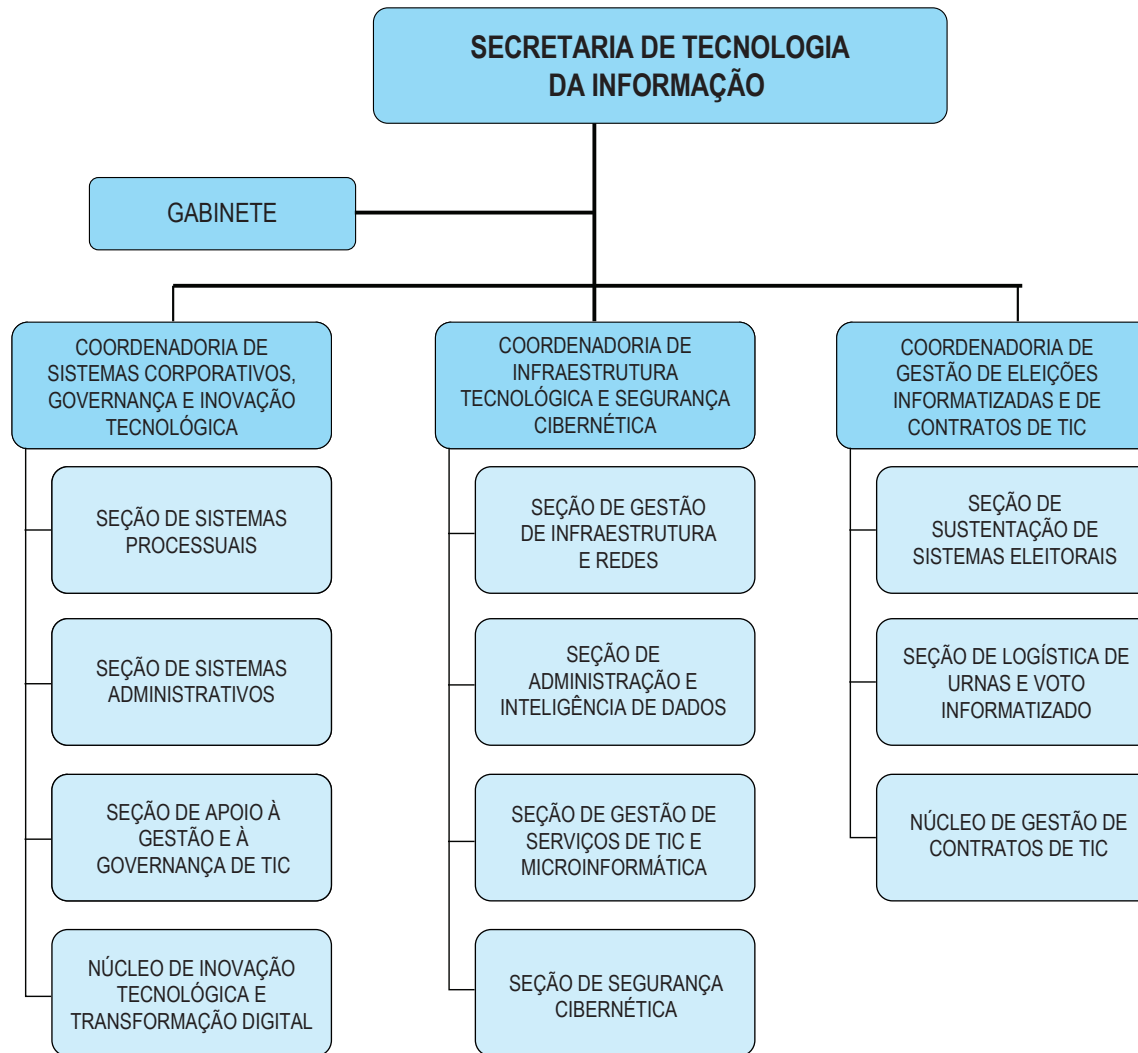 SECRETARIA DE TECNOLOGIA
DA INFORMAÇÃO
GABINETE
COORDENADORIA DE
SISTEMAS CORPORATIVOS,
GOVERNANÇA E INOVAÇÃO
TECNOLÓGICA
SEÇÃO DE SISTEMAS
PROCESSUAIS
SEÇÃO DE SISTEMAS
ADMINISTRATIVOS
SEÇÃO DE APOIO À
GESTÃO E À
GOVERNANÇA DE TIC
NÚCLEO DE INOVAÇÃO
TECNOLÓGICA E
TRANSFORMAÇÃO DIGITAL
COORDENADORIA DE
INFRAESTRUTURA
TECNOLÓGICA E SEGURANÇA
CIBERNÉTICA
SEÇÃO DE GESTÃO
DE INFRAESTRUTURA
E REDES
SEÇÃO DE
ADMINISTRAÇÃO E
INTELIGÊNCIA DE DADOS
SEÇÃO DE GESTÃO DE
SERVIÇOS DE TIC E
MICROINFORMÁTICA
SEÇÃO DE SEGURANÇA
CIBERNÉTICA
COORDENADORIA DE
GESTÃO DE ELEIÇÕES
INFORMATIZADAS E DE
CONTRATOS DE TIC
SEÇÃO DE
SUSTENTAÇÃO DE
SISTEMAS ELEITORAIS
SEÇÃO DE LOGÍSTICA DE
URNAS E VOTO
INFORMATIZADO
NÚCLEO DE GESTÃO DE
CONTRATOS DE TIC